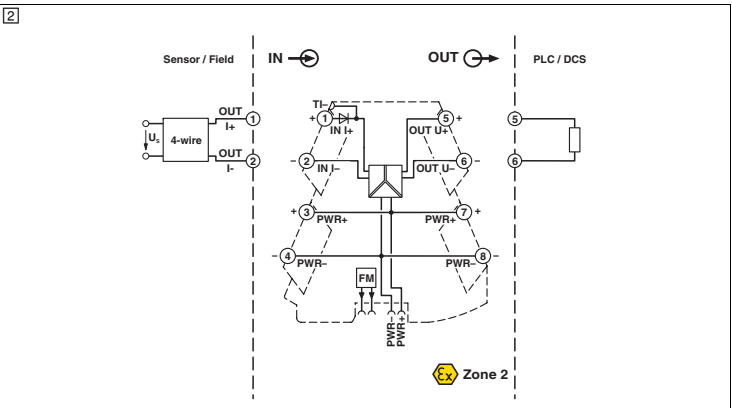 2
Sensor / Field
IN
OUT
PLC / DCS
TI–
OUT
I+
1
+
1
IN I+
5
+
OUT U+
5
Us
4-wire
OUT
I-
2
–
2
IN I–
OUT U–
6
–
6
+
3
PWR+
7
+
PWR+
–
4
PWR–
PWR–
8
–
FM
PWR–
PWR+
Ex
Zone 2